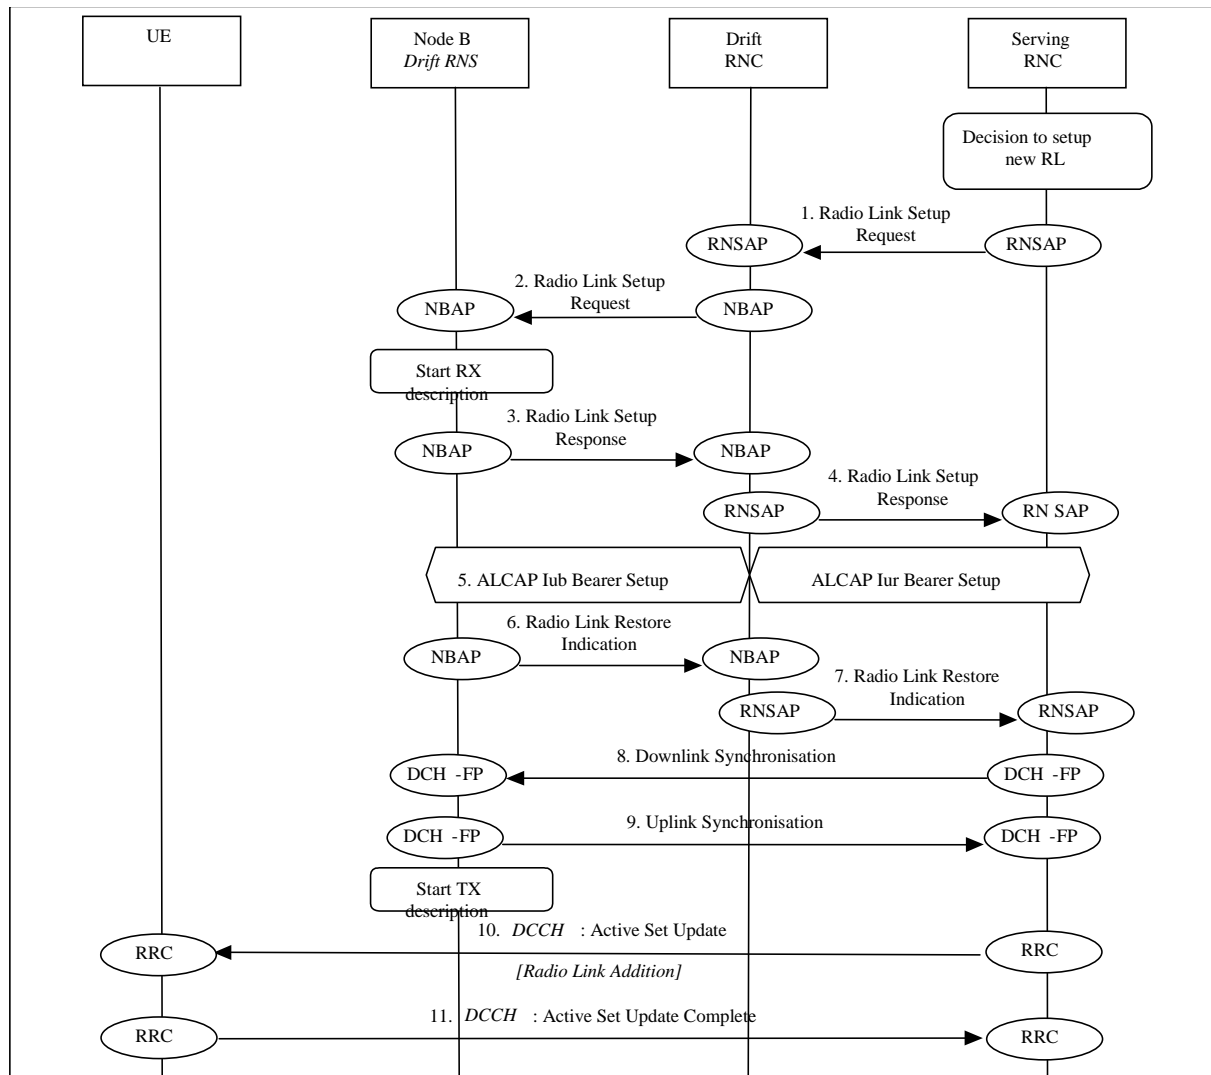 UE
Node B
Drift RNS
Drift
RNC
Serving
RNC
Decision to setup
new RL
1. Radio Link Setup
Request
RNSAP
RNSAP
2. Radio Link Setup
Request
NBAP
NBAP
Start RX
description
3. Radio Link Setup
Response
NBAP
NBAP
4. Radio Link Setup
Response
RNSAP
RN SAP
5. ALCAP Iub Bearer Setup
ALCAP Iur Bearer Setup
6. Radio Link Restore
Indication
NBAP
NBAP
7. Radio Link Restore
Indication
RNSAP
RNSAP
8. Downlink Synchronisation
DCH -FP
DCH -FP
9. Uplink Synchronisation
DCH -FP
DCH -FP
Start TX
description
10. DCCH : Active Set Update
RRC
RRC
[Radio Link Addition]
11. DCCH : Active Set Update Complete
RRC
RRC